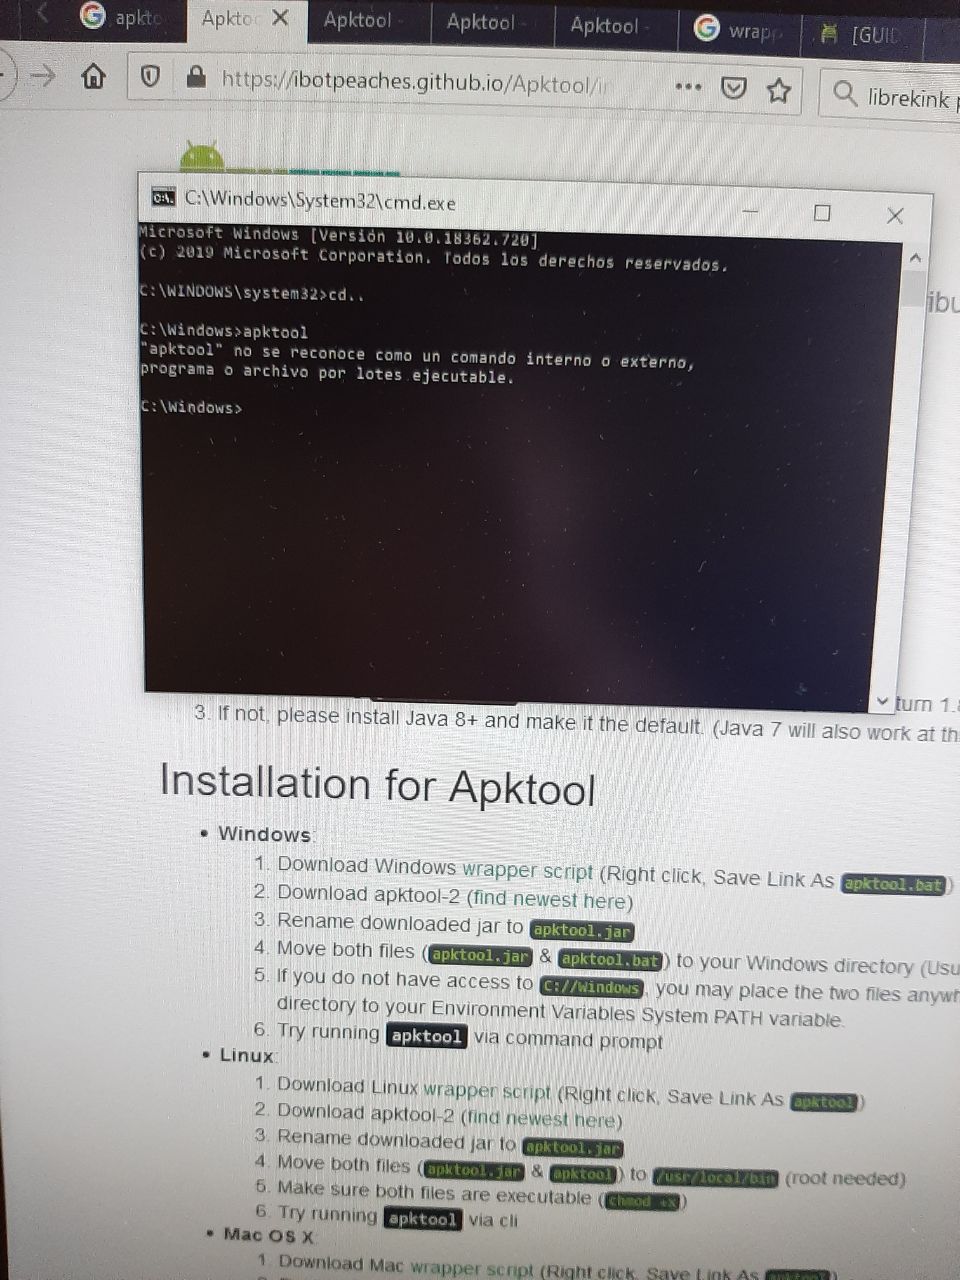 apktc
Apktoo
Apktool -
Apktool -
Apktool -
wrapp
[GUID
https://ibotpeaches.github.io/Apktool/in
librekink p
C:\Windows\System32\cmd.exe
Microsoft Windows [Versión 10.0.18362.720]
(c) 2019 Microsoft Corporation. Todos los derechos reservados.
C:\WINDOWS\system32>cd..
C:\Windows>apktool
"apktool" no se reconoce como un comando interno o externo,
programa o archivo por lotes ejecutable.
C:\Windows>
ibu
turn 1.8
3. If not, please install Java 8+ and make it the default. (Java 7 will also work at th
Installation for Apktool
• Windows:
1. Download Windows wrapper script (Right click, Save Link As apktool.bat)
2. Download apktool-2 (find newest here)
3. Rename downloaded jar to apktool.jar
4. Move both files (apktool.jar & apktool.bat) to your Windows directory (Usu
5. If you do not have access to C://Windows, you may place the two files anywh
directory to your Environment Variables System PATH variable.
6. Try running apktool via command prompt
• Linux:
1. Download Linux wrapper script (Right click, Save Link As apktool)
2. Download apktool-2 (find newest here)
3. Rename downloaded jar to apktool.jar
4. Move both files (apktool.jar & apktool) to /usr/local/bin (root needed)
5. Make sure both files are executable (chmod +x)
6. Try running apktool via cli
• Mac OS X:
1. Download Mac wrapper script (Right click, Save Link As apktool)